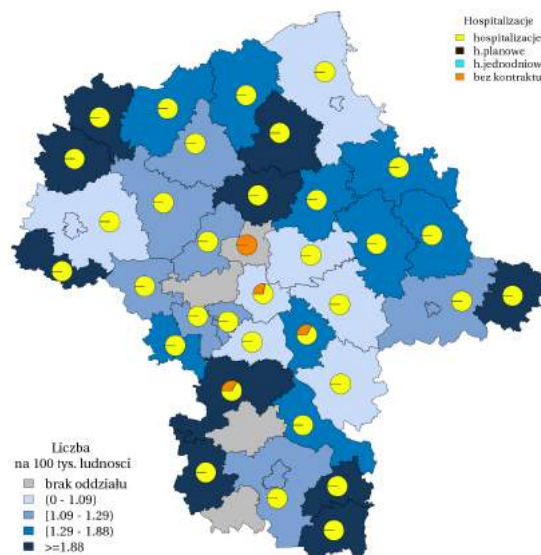 Hospitalizacje
hospitalizacje
h.planowe
h.jednodniow
bez kontraktu
Liczba
na 100 tys. ludnosci
brak oddziału
(0 - 1.09)
[1.09 - 1.29)
[1.29 - 1.88)
>=1.88